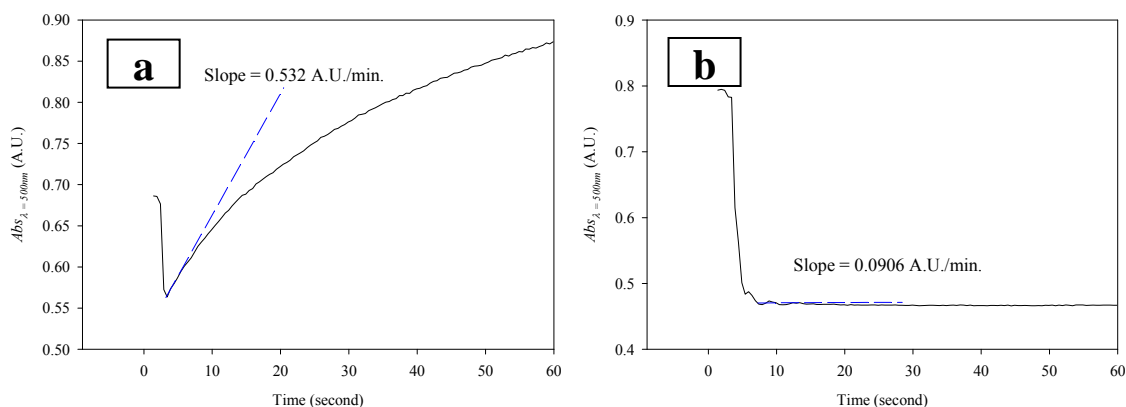 a
Slope = 0.532 A.U./min.
0.90
0.85
0.80
0.75
0.70
0.65
0.60
0.55
0.50
Abs λ = 500nm (A.U.)
0 10 20 30 40 50 60
Time (second)
b
Slope = 0.0906 A.U./min.
0.9
0.8
0.7
0.6
0.5
0.4
Abs λ = 500nm (A.U.)
0 10 20 30 40 50 60
Time (second)